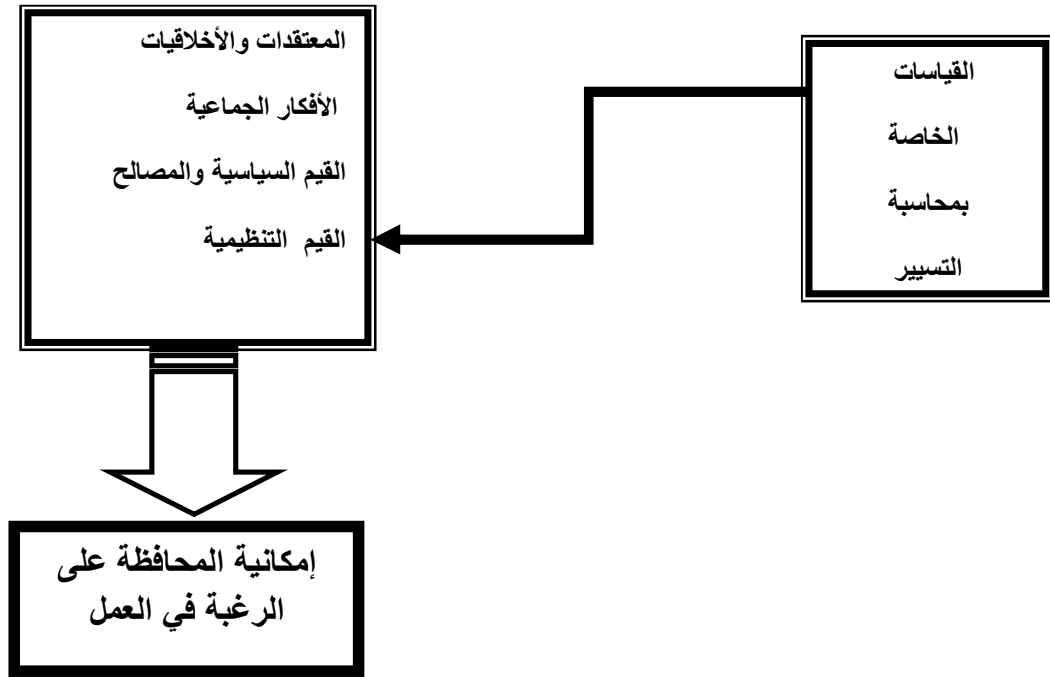 المعتقدات والأخلاقيات
الأفكار الجماعية
القيم السياسية والمصالح
القيم التنظيمية
القياسات
الخاصة
بمحاسبة
التسيير
إمكانية المحافظة على
الرغبة في العمل